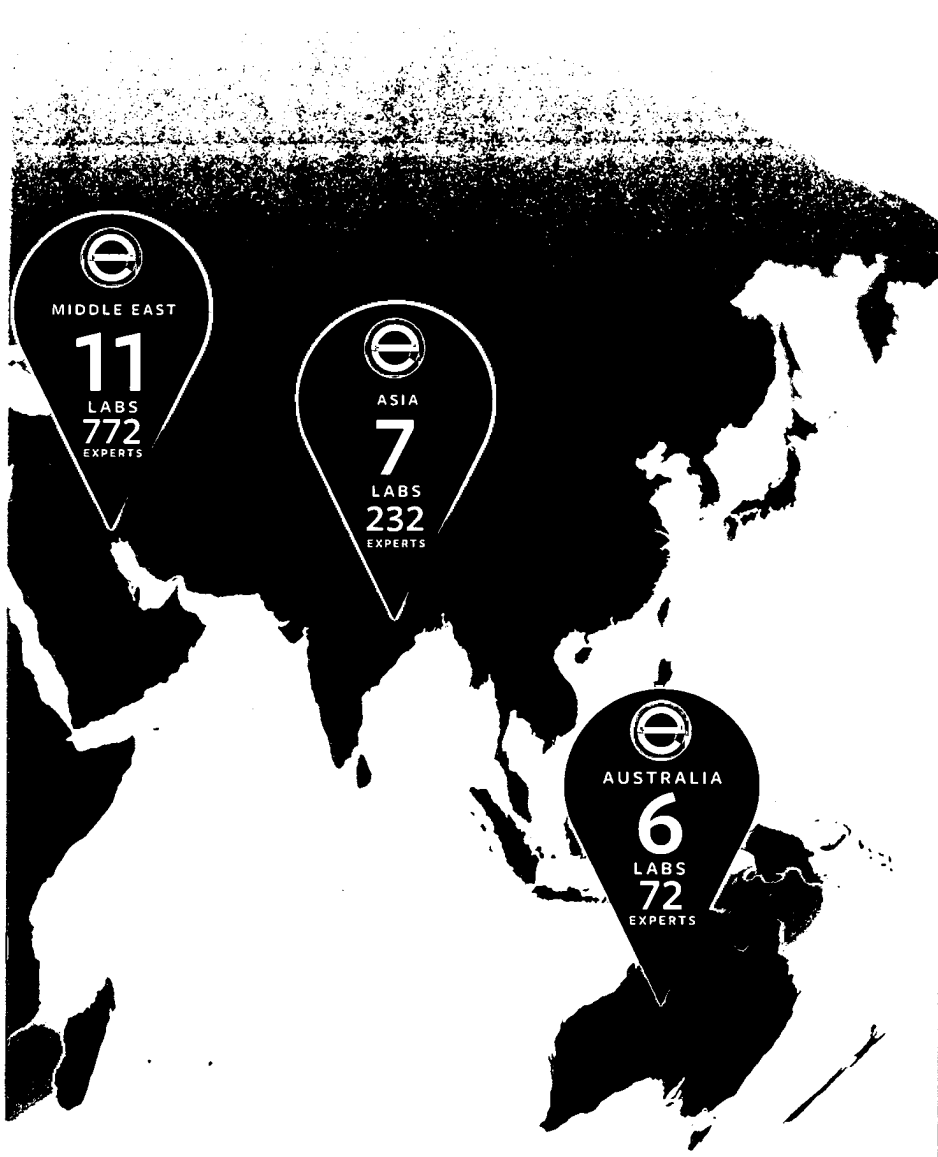 e
MIDDLE EAST
11
LABS
772
EXPERTS
e
ASIA
7
LABS
232
EXPERTS
e
AUSTRALIA
6
LABS
72
EXPERTS